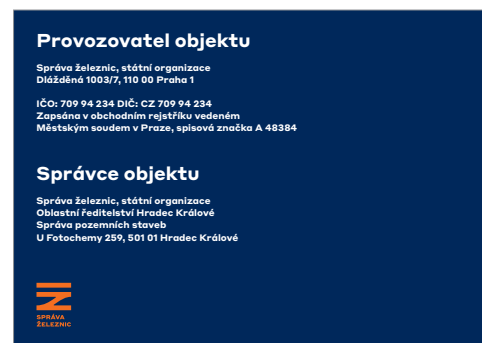 Provozovatel objektu
Správa železnic, státní organizace
Dlážděná 1003/7, 110 00 Praha 1
IČO: 709 94 234 DIČ: CZ 709 94 234
Zapsána v obchodním rejstříku vedeném
Městským soudem v Praze, spisová značka A 48384
Správce objektu
Správa železnic, státní organizace
Oblastní ředitelství Hradec Králové
Správa pozemních staveb
U Fotochemy 259, 501 01 Hradec Králové
SPRÁVA
ŽELEZNIC